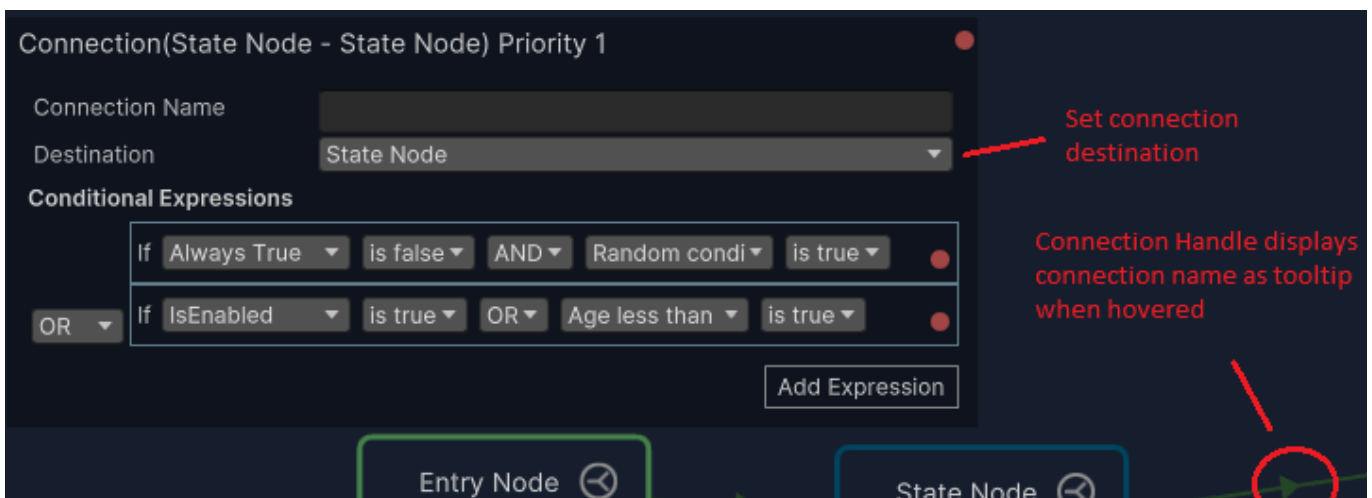 Connection(State Node - State Node) Priority 1
Connection Name
Destination State Node
Set connection
destination
Conditional Expressions
If Always True is false AND Random condi is true
OR If IsEnabled is true OR Age less than is true
Connection Handle displays
connection name as tooltip
when hovered
Add Expression
Entry Node
State Node